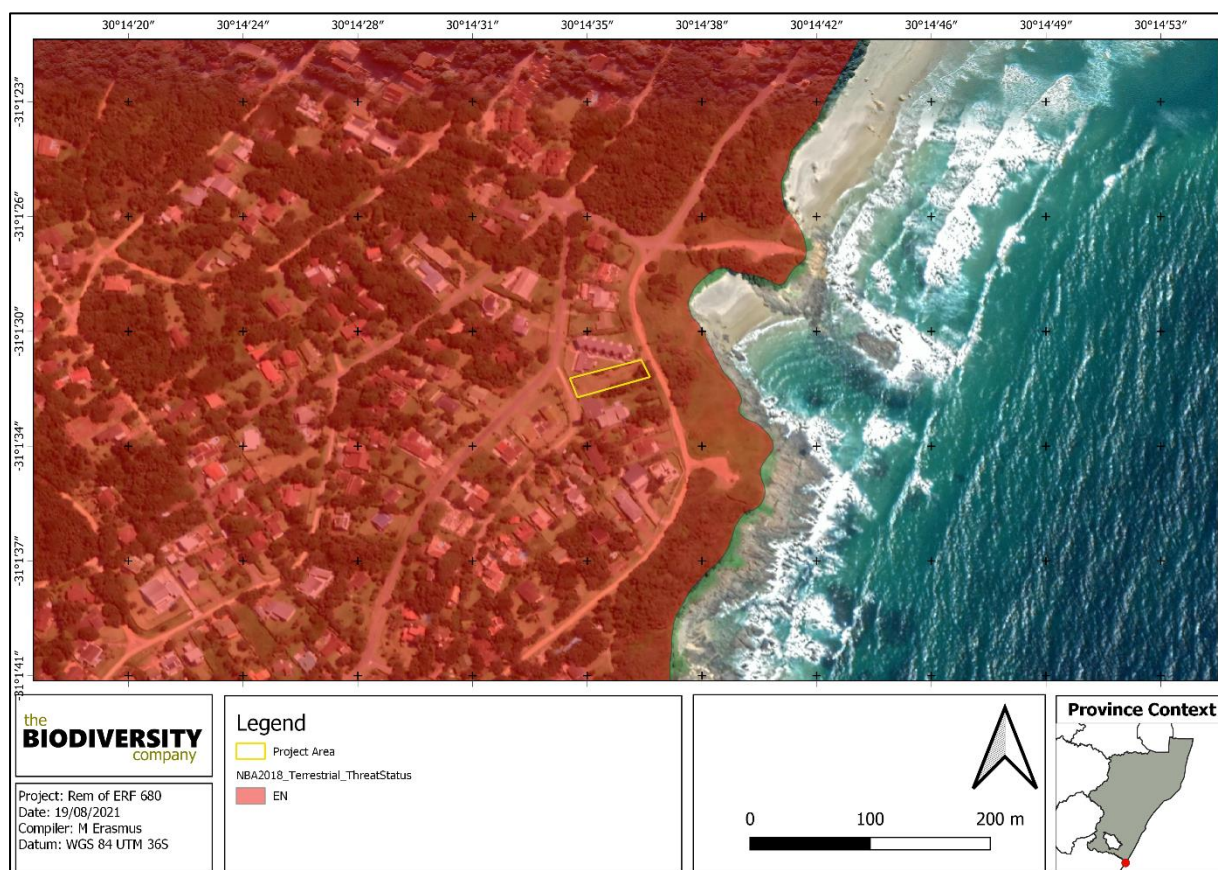 30°14′20″ 30°14′24″ 30°14′28″ 30°14′31″ 30°14′35″ 30°14′38″ 30°14′42″ 30°14′46″ 30°14′49″ 30°14′53″
-31°1′23″
-31°1′26″
-31°1′30″
-31°1′34″
-31°1′37″
-31°1′41″
the
BIODIVERSITY
company
Project: Rem of ERF 680
Date: 19/08/2021
Compiler: M Erasmus
Datum: WGS 84 UTM 36S
Legend
Project Area
NBA2018_Terrestrial_ThreatStatus
EN
0 100 200 m
Province Context